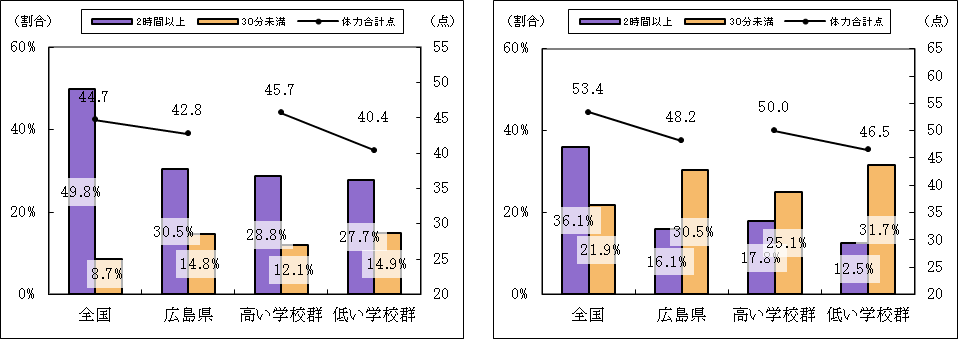 （割合） 2時間以上 30分未満 体力合計点 （点）
60% 55
50
44.7 42.8 45.7 40.4
45
40% 40
49.8% 30.5% 28.8% 27.7%
35
20% 30
8.7% 14.8% 12.1% 14.9%
25
0% 20
全国 広島県 高い学校群 低い学校群
（割合） 2時間以上 30分未満 体力合計点 （点）
60% 65
60
53.4 48.2 50.0 46.5
55
40% 50
45
40
36.1% 16.1% 17.8% 12.5%
20% 35
21.9% 30.5% 25.1% 31.7%
30
25
0% 20
全国 広島県 高い学校群 低い学校群